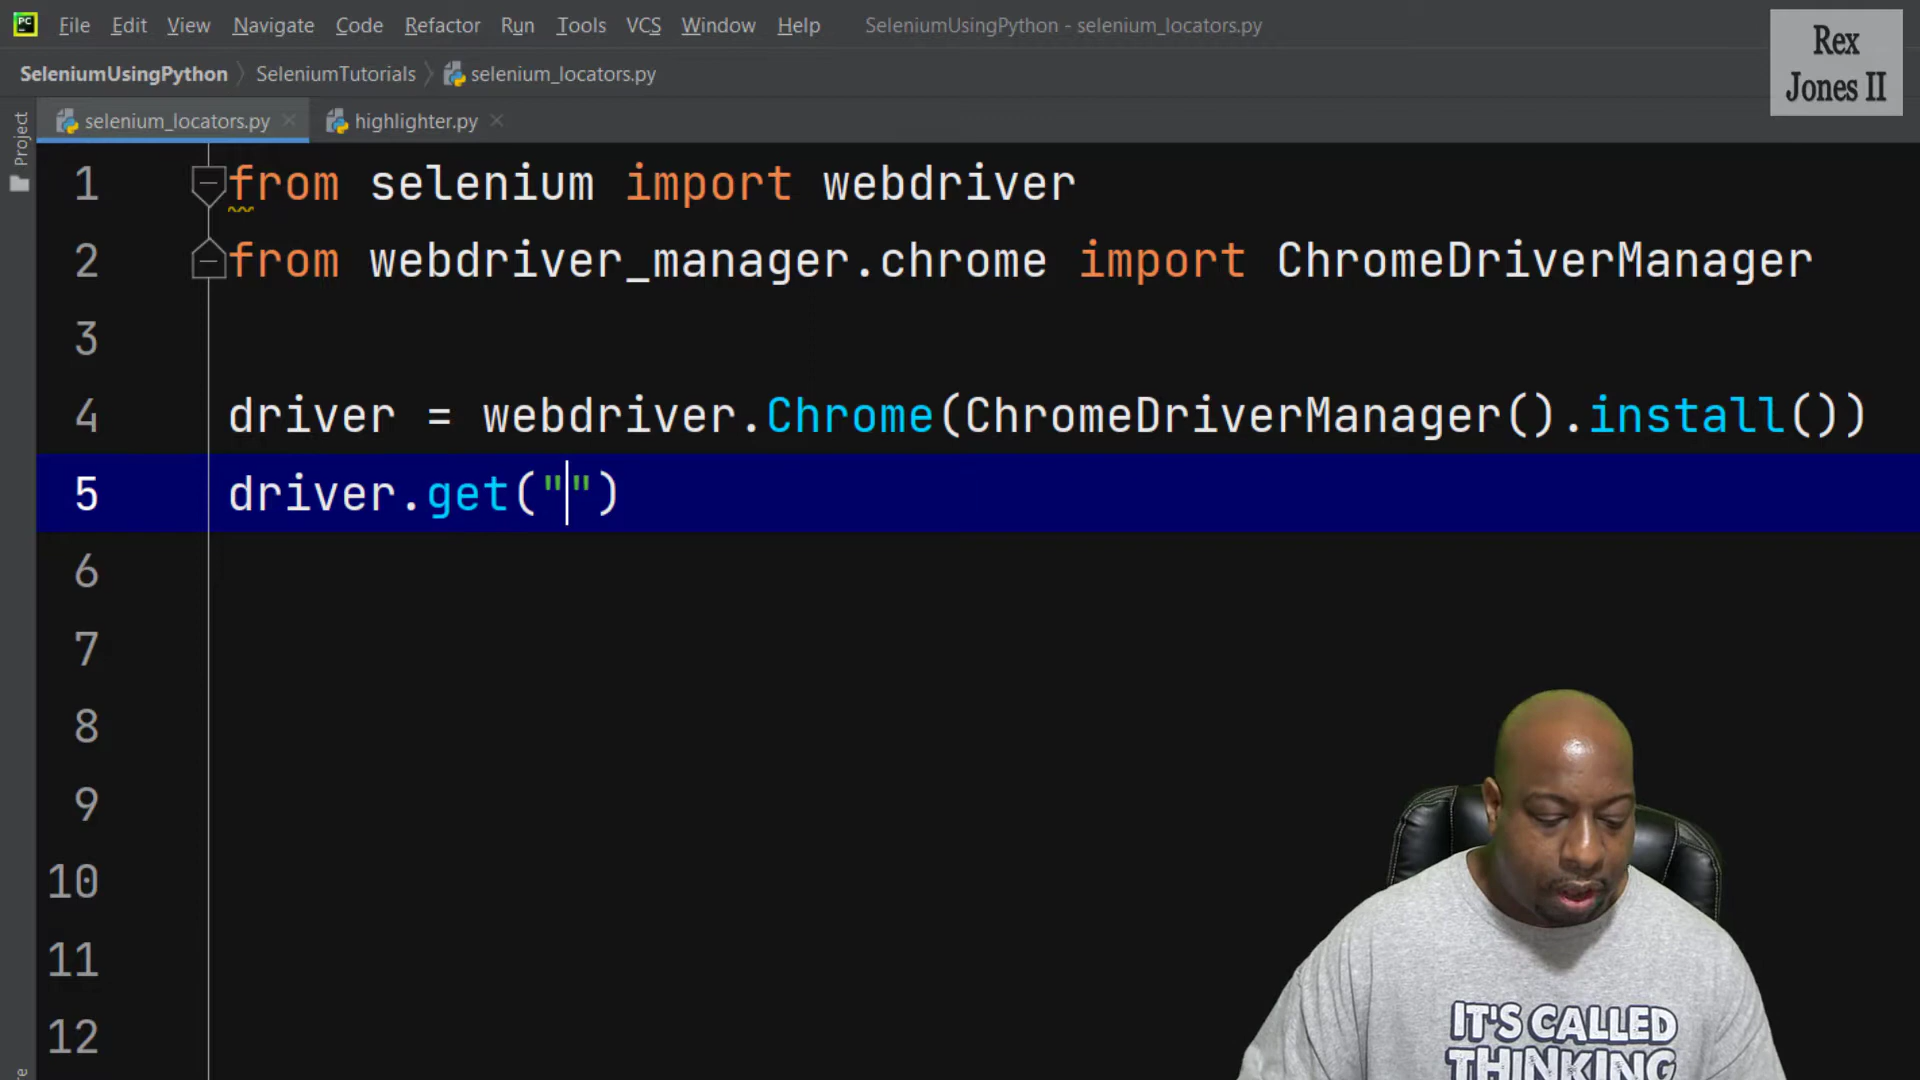 File Edit View Navigate Code Refactor Run Tools VCS Window Help SeleniumUsingPython - selenium_locators.py
Rex
Jones II
SeleniumUsingPython SeleniumTutorials selenium_locators.py
selenium_locators.py highlighter.py
Project
1 from selenium import webdriver
2 from webdriver_manager.chrome import ChromeDriverManager
3
4 driver = webdriver.Chrome(ChromeDriverManager().install())
5 driver.get("")
6
7
8
9
10
11
12
IT'S CALLED
THINKING